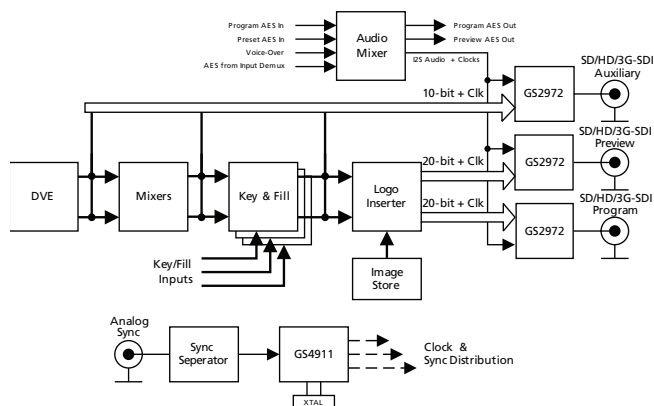 Program AES In
Preset AES In
Voice-Over
AES from Input Demux
Audio
Mixer
Program AES Out
Preview AES Out
I2S Audio + Clocks
10-bit + Clk
GS2972
SD/HD/3G-SDI
Auxiliary
DVE
Mixers
Key & Fill
Logo
Inserter
20-bit + Clk
GS2972
SD/HD/3G-SDI
Preview
20-bit + Clk
GS2972
SD/HD/3G-SDI
Program
Key/Fill
Inputs
Image
Store
Analog
Sync
Sync
Seperator
GS4911
XTAL
Clock &
Sync Distribution